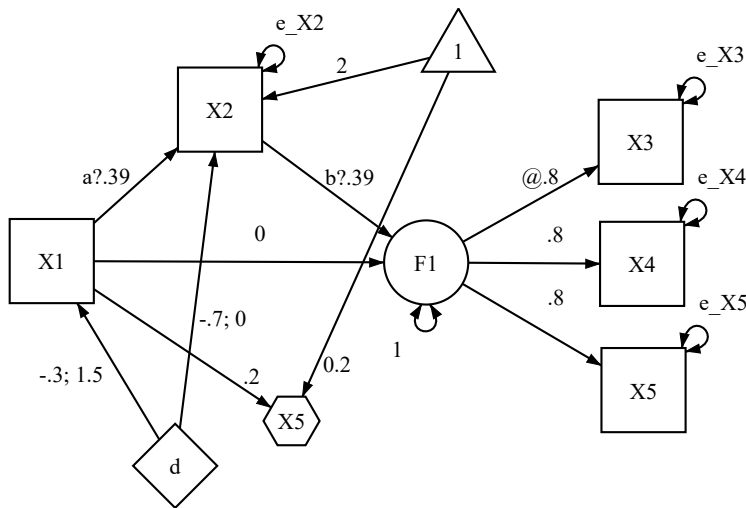 e_X2
1
2
e_X3
X2
X3
a?.39
b?.39
@.8
e_X4
X1
0
F1
.8
X4
.8
e_X5
-.7; 0
1
0.2
-.3; 1.5
.2
X5
X5
d